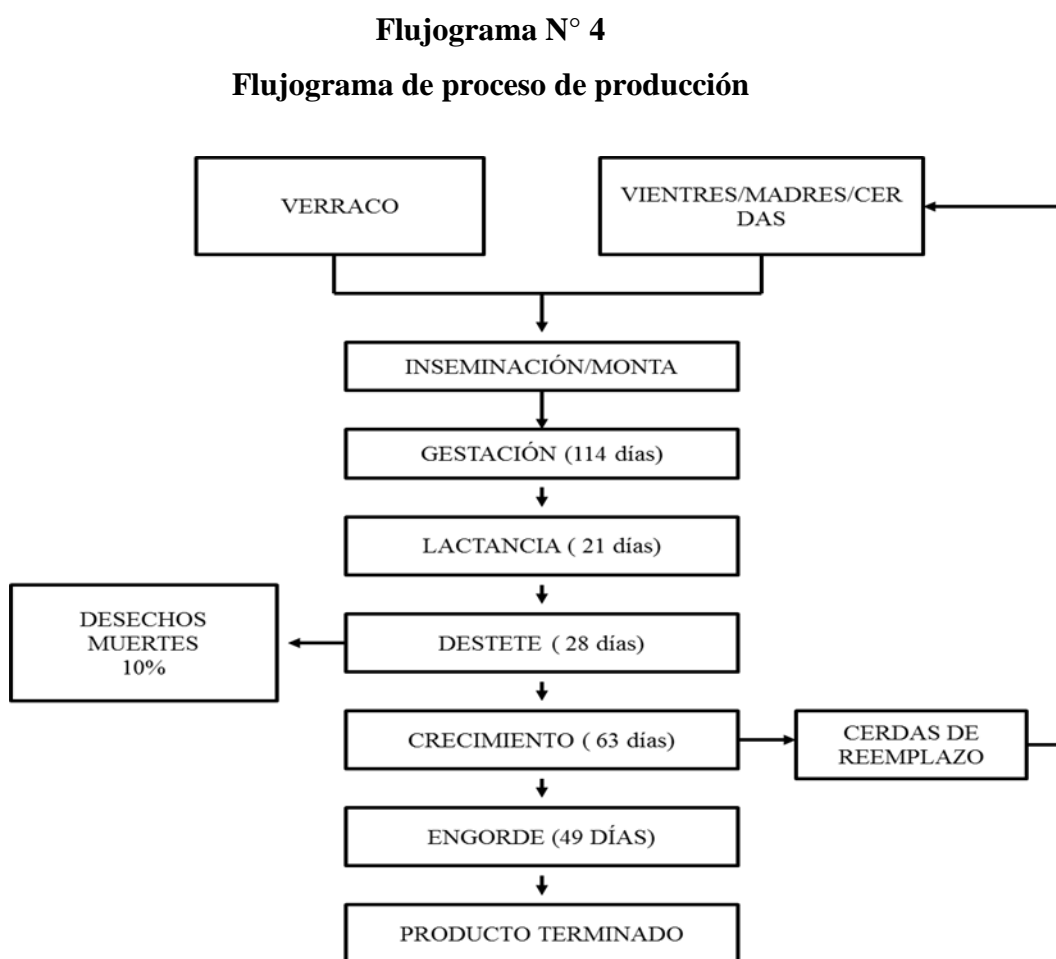 Flujograma N° 4
Flujograma de proceso de producción
VERRACO
VIENTRES/MADRES/CER
DAS
INSEMINACIÓN/MONTA
GESTACIÓN (114 días)
LACTANCIA ( 21 días)
DESECHOS
MUERTES
10%
DESTETE ( 28 días)
CRECIMIENTO ( 63 días)
CERDAS DE
REEMPLAZO
ENGORDE (49 DÍAS)
PRODUCTO TERMINADO